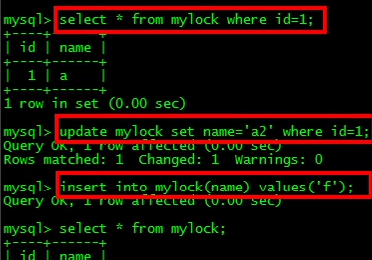 mysql> select * from mylock where id=1;
+----+------+
| id | name |
+----+------+
| 1 | a |
+----+------+
1 row in set (0.00 sec)
mysql> update mylock set name='a2' where id=1;
Query OK, 1 row affected (0.00 sec)
Rows matched: 1 Changed: 1 Warnings: 0
mysql> insert into mylock(name) values('f');
Query OK, 1 row affected (0.00 sec)
mysql> select * from mylock;
+----+------+
| id | name |